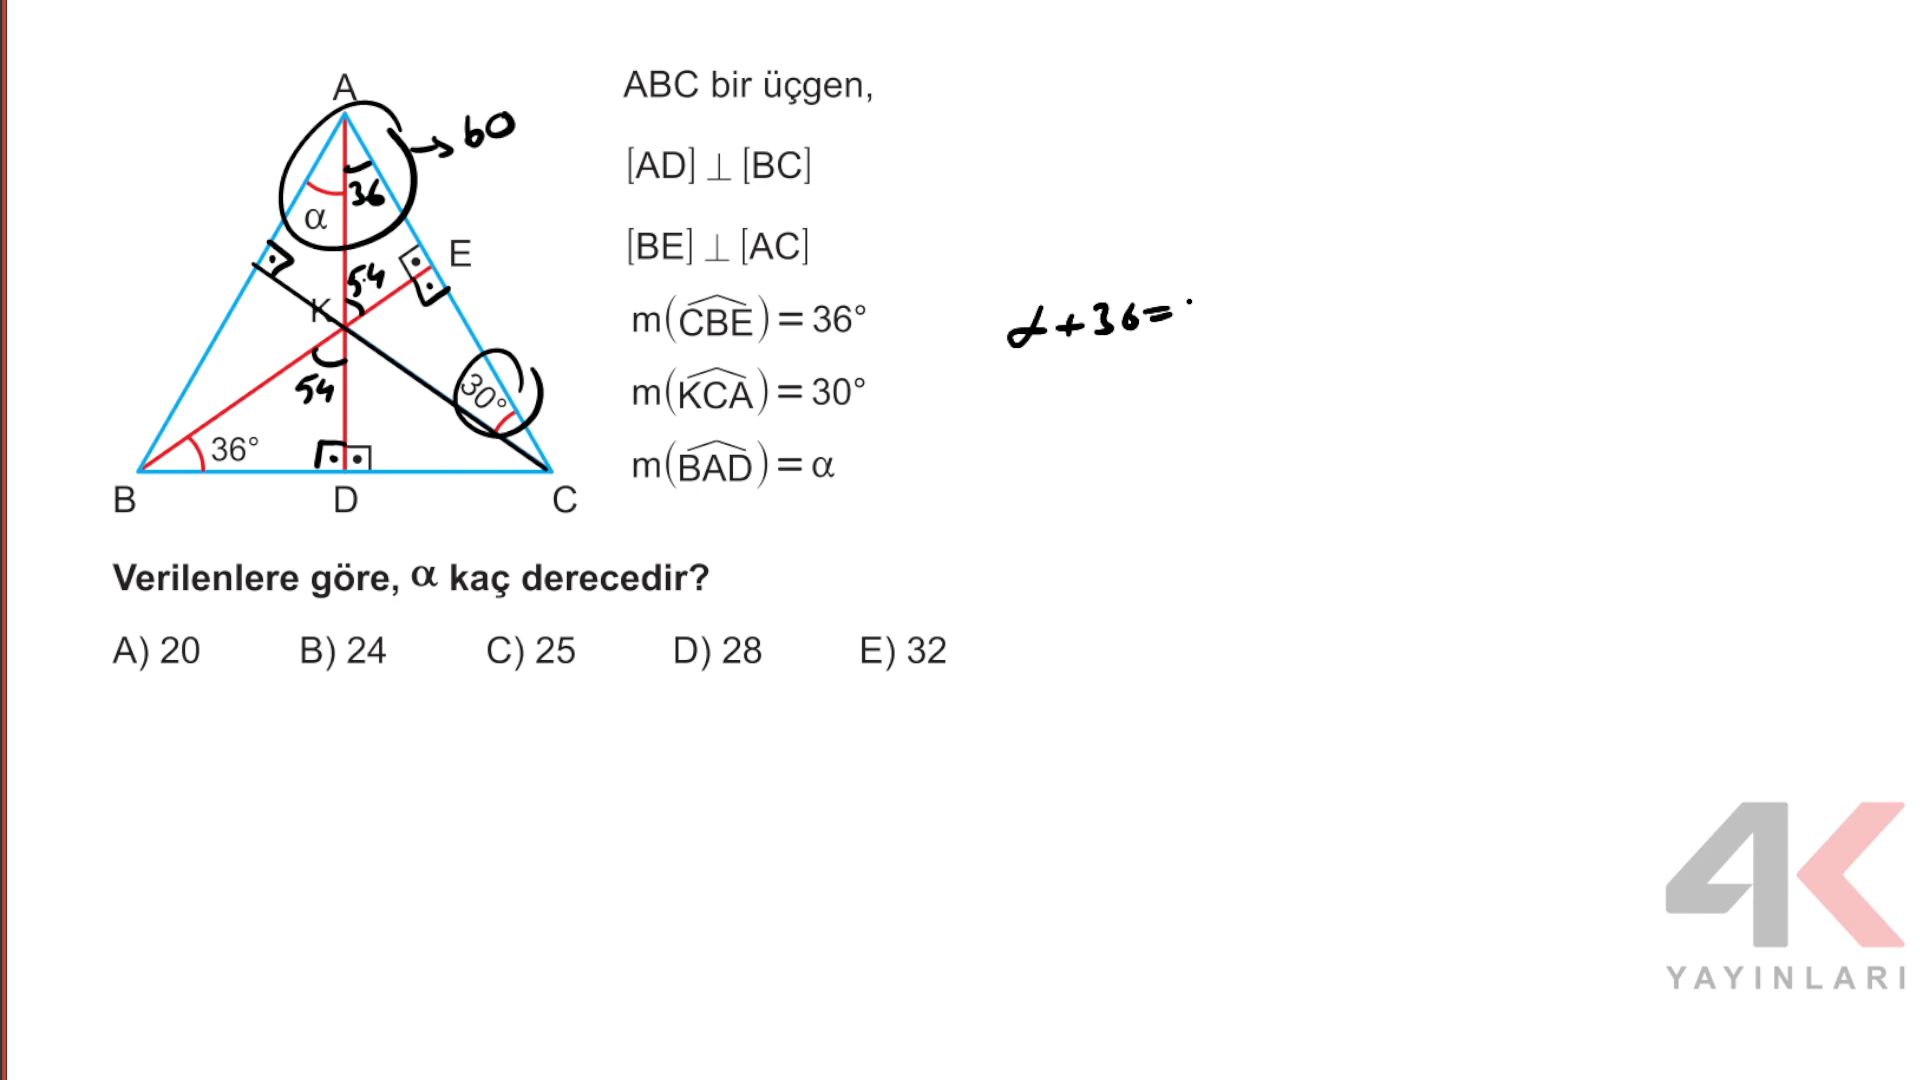 A
→ 60
36
α
E
54
K
54
30°
36°
B
D
C
ABC bir üçgen,
[AD] ⊥ [BC]
[BE] ⊥ [AC]
m(CBE) = 36°
m(KCA) = 30°
m(BAD) = α
α + 36 =
Verilenlere göre, α kaç derecedir?
A) 20 B) 24 C) 25 D) 28 E) 32
4K
YAYINLARI